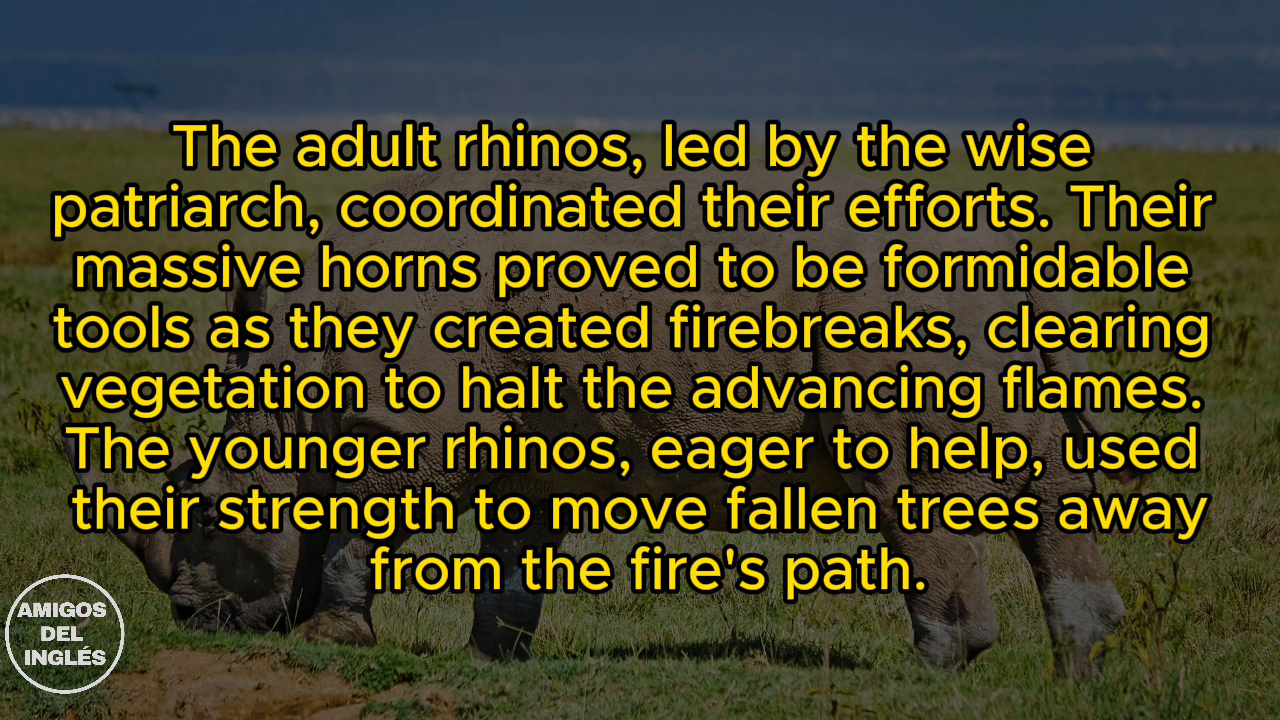 The adult rhinos, led by the wise
patriarch, coordinated their efforts. Their
massive horns proved to be formidable
tools as they created firebreaks, clearing
vegetation to halt the advancing flames.
The younger rhinos, eager to help, used
their strength to move fallen trees away
from the fire's path.
AMIGOS
DEL
INGLÉS